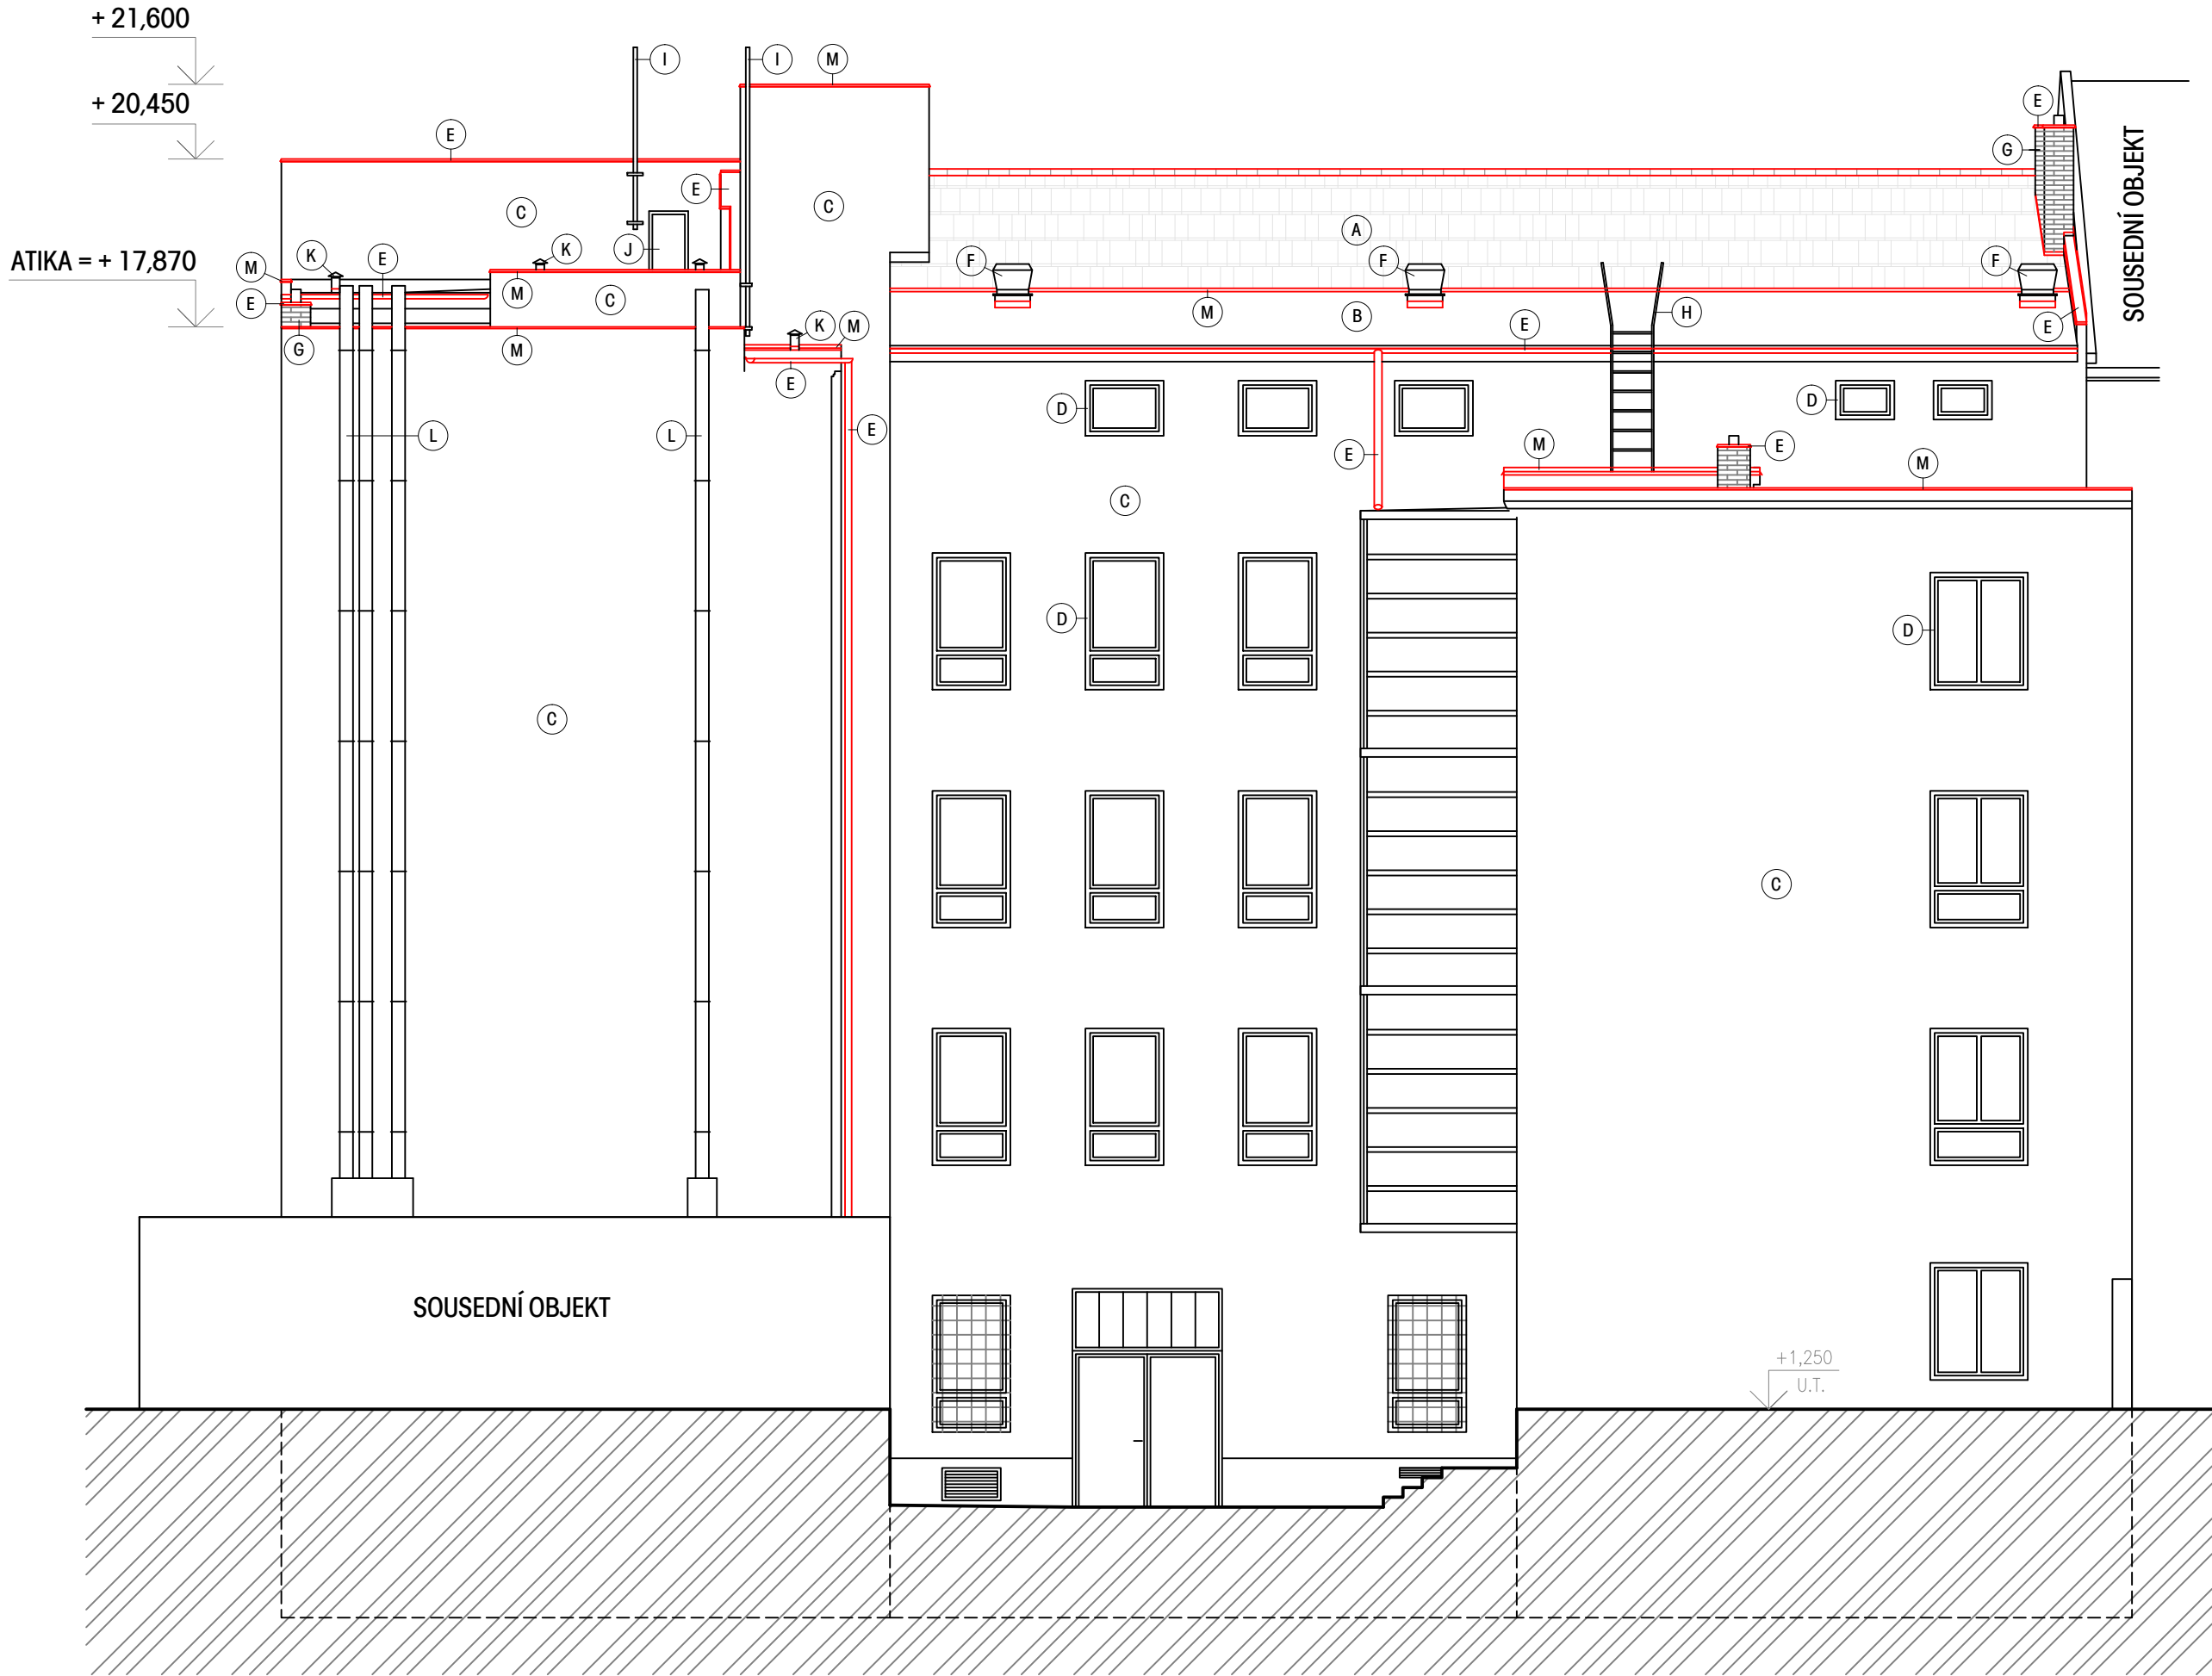 + 21,600
I
I
M
+ 20,450
E
E
E
G
C
E
C
A
SOUSEDNÍ OBJEKT
ATIKA = + 17,870
M
K
E
K
J
F
F
F
E
M
C
M
B
H
G
M
K
M
E
E
E
D
D
L
L
E
E
M
E
M
C
D
D
C
C
SOUSEDNÍ OBJEKT
+1,250
U.T.